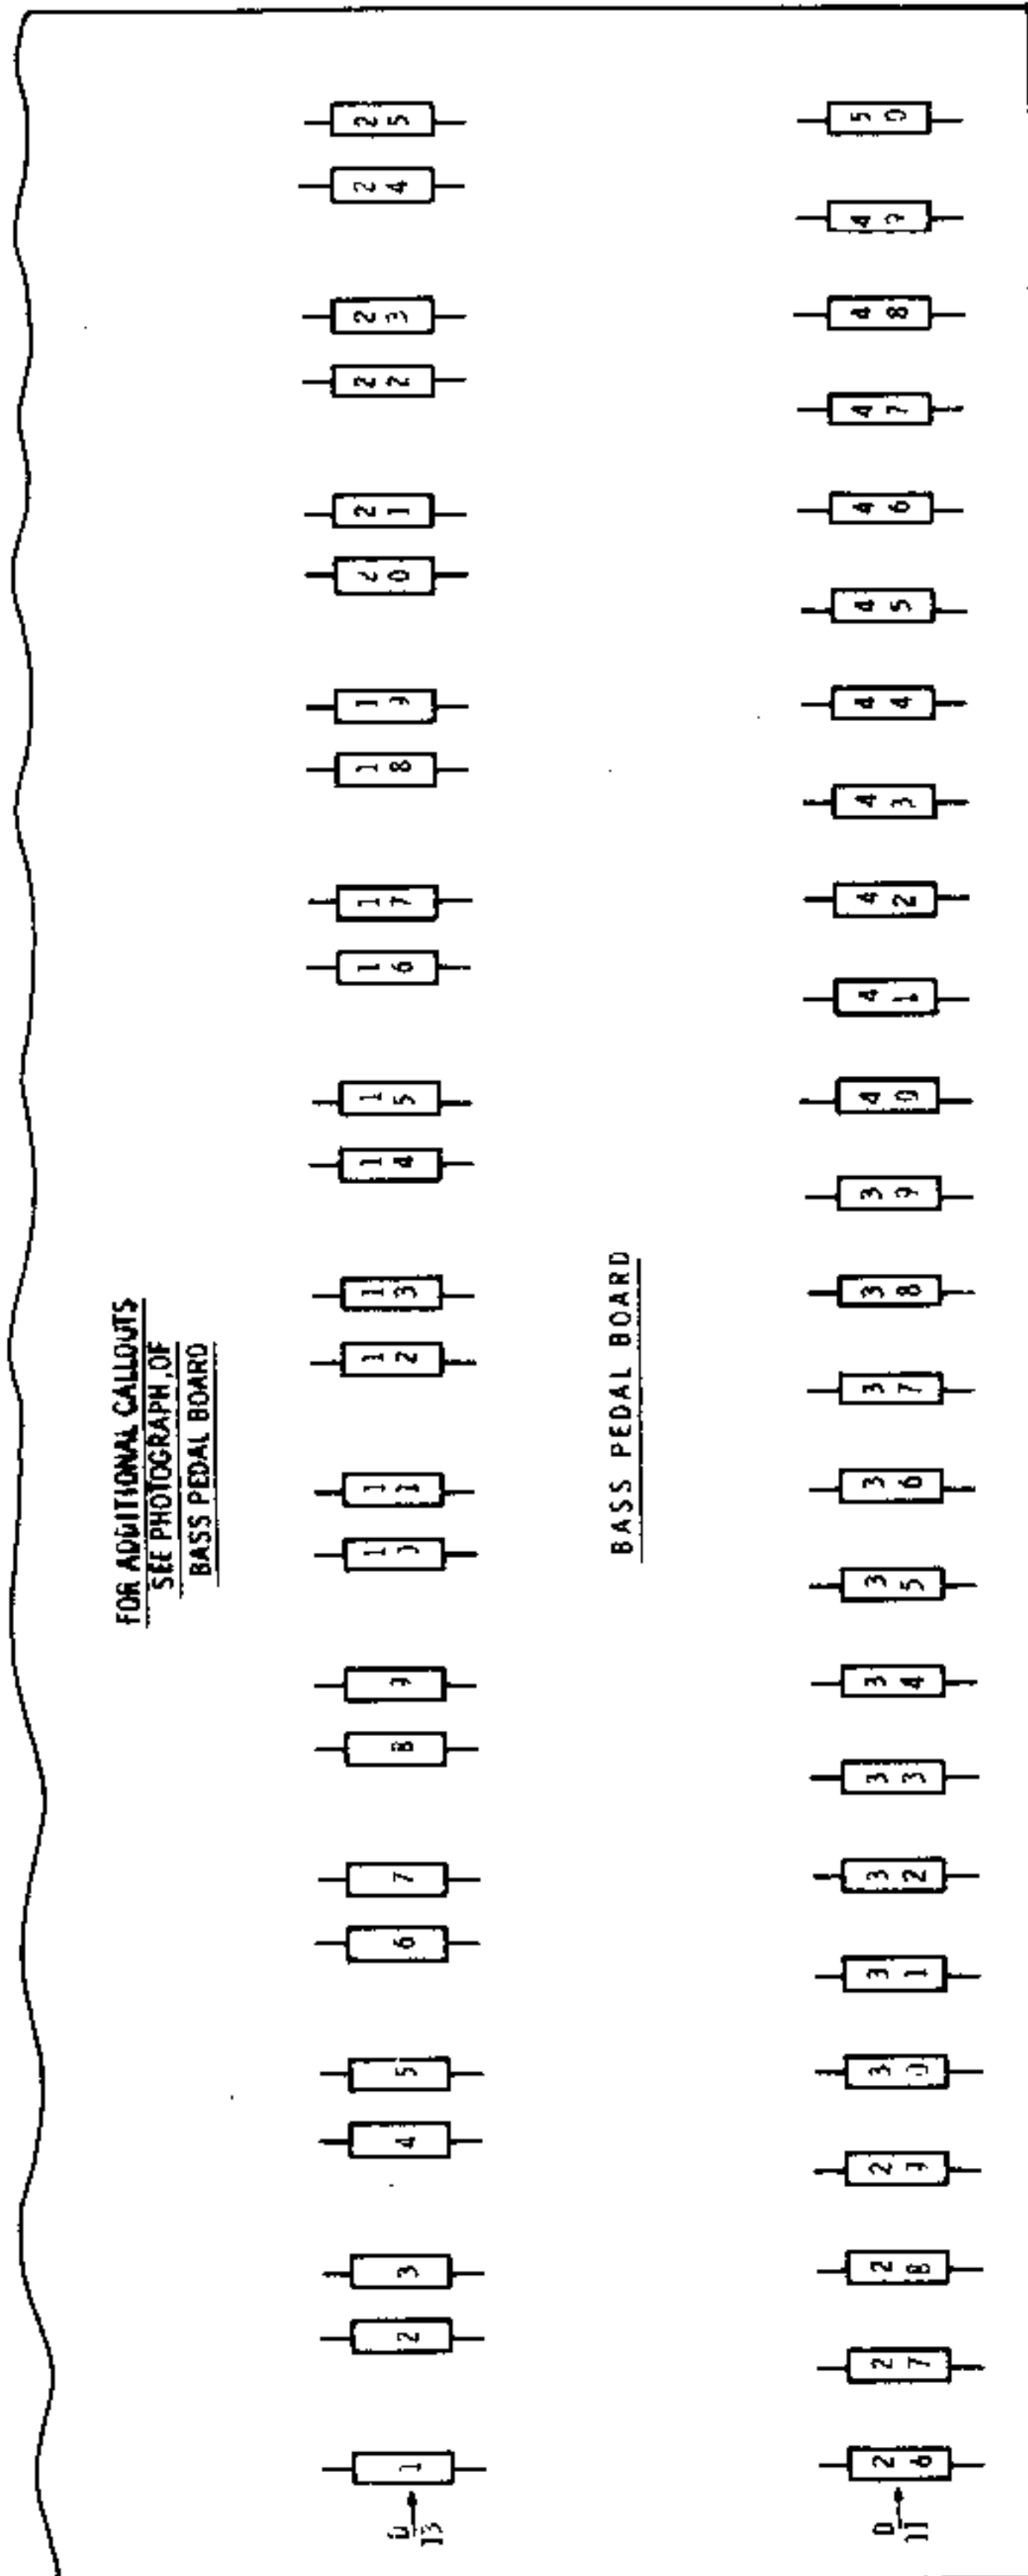 FOR ADDITIONAL CALLOUTS
SEE PHOTOGRAPH OF
BASS PEDAL BOARD
D/13 1 2 3 4 5 6 7 8 9 10 11 12 13 14 15 16 17 18 19 20 21 22 23 24 25
BASS PEDAL BOARD
D/11 26 27 28 29 30 31 32 33 34 35 36 37 38 39 40 41 42 43 44 45 46 47 48 49 50